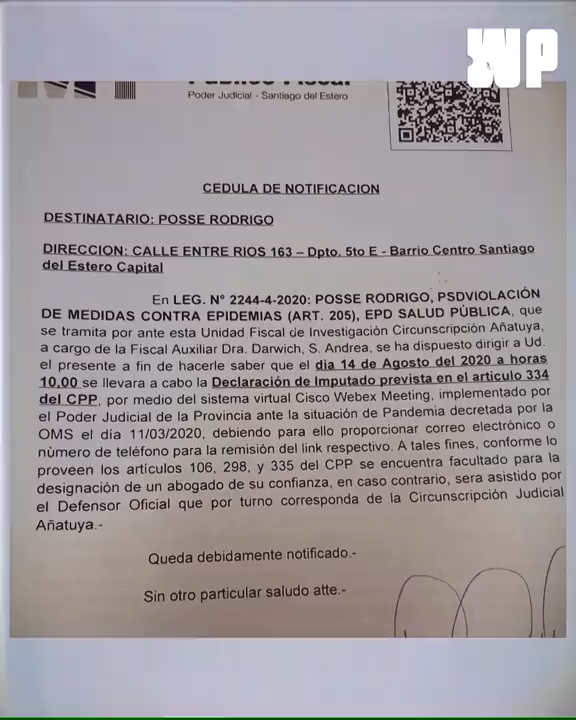 WP
Público Fiscal
Poder Judicial - Santiago del Estero
CEDULA DE NOTIFICACION
DESTINATARIO: POSSE RODRIGO
DIRECCION: CALLE ENTRE RIOS 163 – Dpto. 5to E - Barrio Centro Santiago
del Estero Capital
En LEG. N° 2244-4-2020: POSSE RODRIGO, PSDVIOLACIÓN
DE MEDIDAS CONTRA EPIDEMIAS (ART. 205), EPD SALUD PÚBLICA, que
se tramita por ante esta Unidad Fiscal de Investigación Circunscripción Añatuya,
a cargo de la Fiscal Auxiliar Dra. Darwich, S. Andrea, se ha dispuesto dirigir a Ud.
el presente a fin de hacerle saber que el día 14 de Agosto del 2020 a horas
10,00 se llevara a cabo la Declaración de Imputado prevista en el articulo 334
del CPP, por medio del sistema virtual Cisco Webex Meeting, implementado por
el Poder Judicial de la Provincia ante la situación de Pandemia decretada por la
OMS el día 11/03/2020, debiendo para ello proporcionar correo electrónico o
número de teléfono para la remisión del link respectivo. A tales fines, conforme lo
proveen los artículos 106, 298, y 335 del CPP se encuentra facultado para la
designación de un abogado de su confianza, en caso contrario, sera asistido por
el Defensor Oficial que por turno corresponda de la Circunscripción Judicial
Añatuya.-
Queda debidamente notificado.-
Sin otro particular saludo atte.-